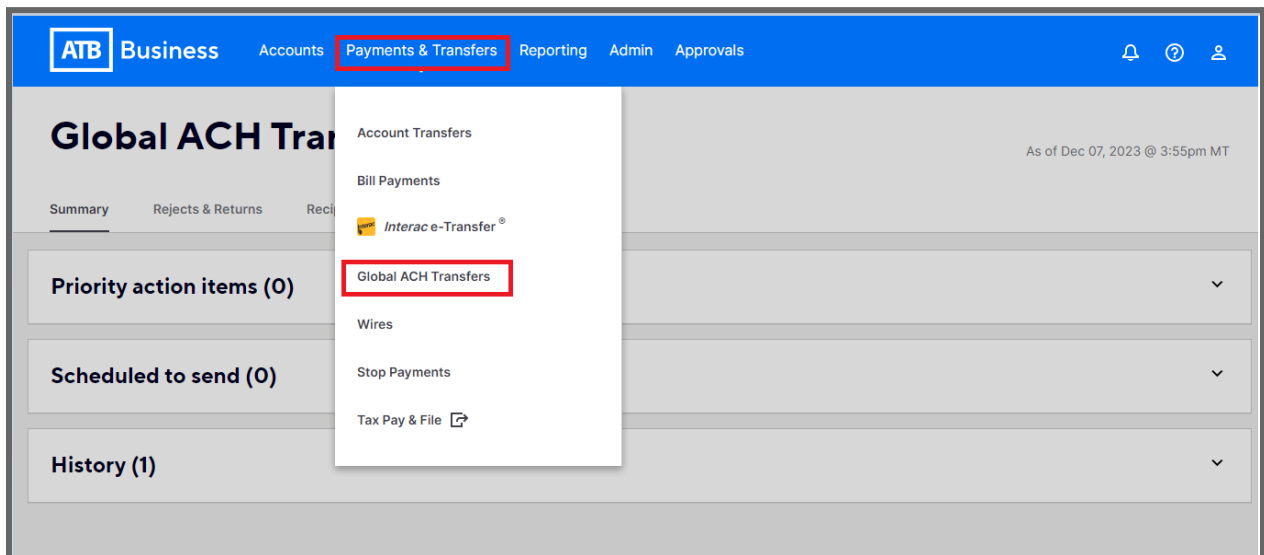 ATB Business Accounts Payments & Transfers Reporting Admin Approvals
Account Transfers
Bill Payments
Interac e-Transfer®
Global ACH Transfers
Wires
Stop Payments
Tax Pay & File
Global ACH Tran
As of Dec 07, 2023 @ 3:55pm MT
Summary Rejects & Returns Reci
Priority action items (0)
Scheduled to send (0)
History (1)